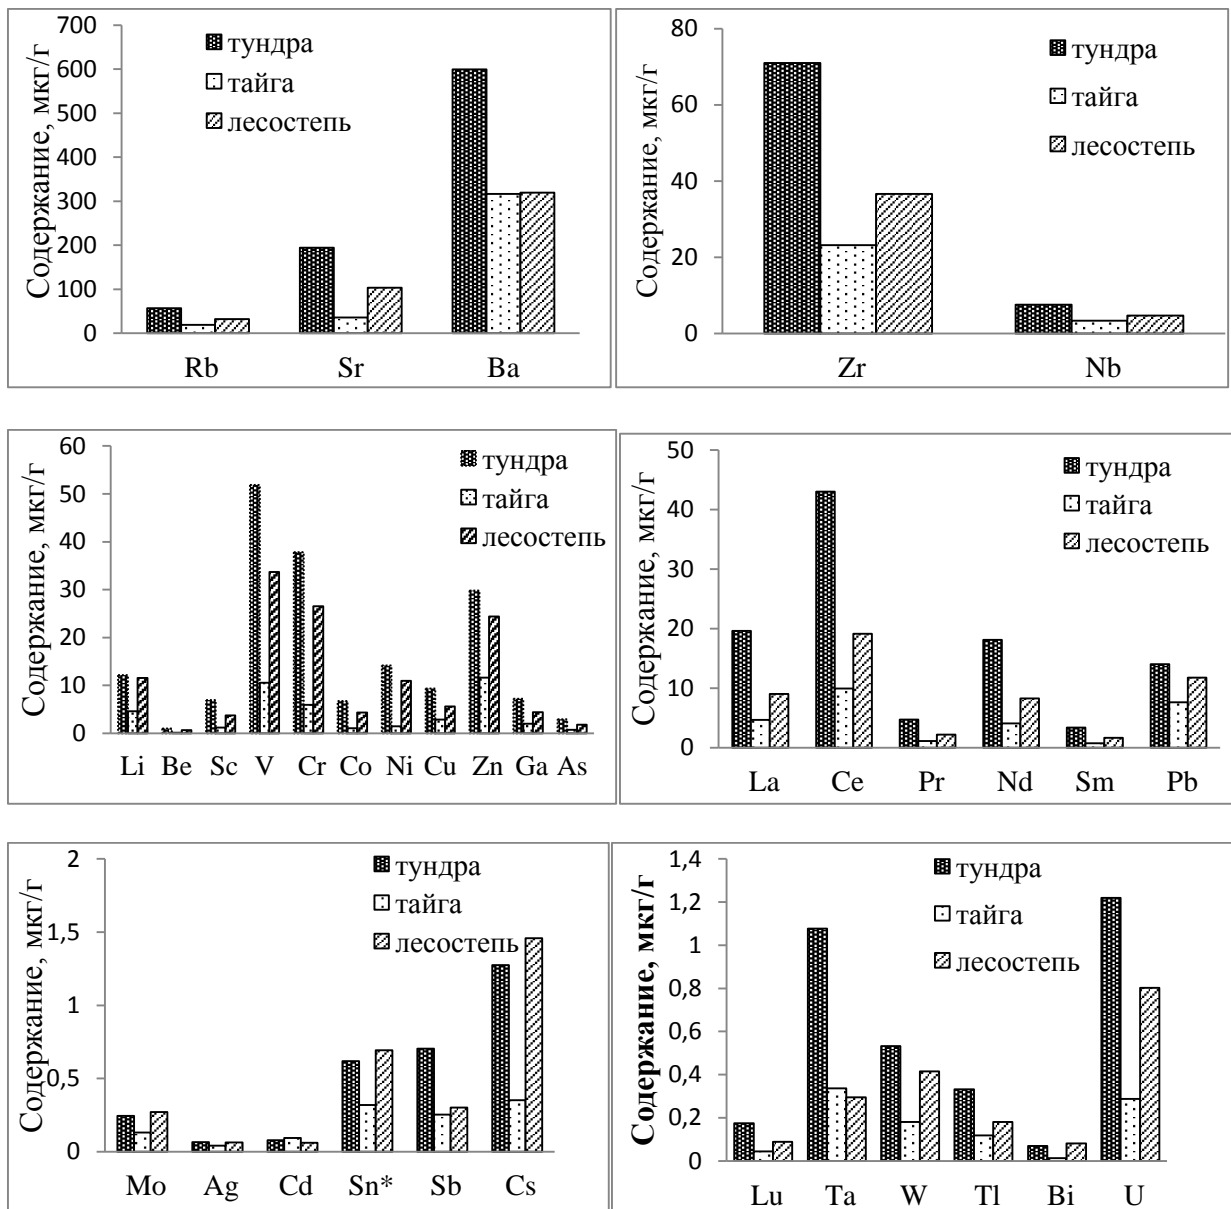 Содержание, мкг/г
700
600
500
400
300
200
100
0
тундра
тайга
лесостепь
Rb Sr Ba
Содержание, мкг/г
80
60
40
20
0
тундра
тайга
лесостепь
Zr Nb
Содержание, мкг/г
60
50
40
30
20
10
0
тундра
тайга
лесостепь
Li Be Sc V Cr Co Ni Cu Zn Ga As
Содержание, мкг/г
50
40
30
20
10
0
тундра
тайга
лесостепь
La Ce Pr Nd Sm Pb
Содержание, мкг/г
2
1,5
1
0,5
0
тундра
тайга
лесостепь
Mo Ag Cd Sn* Sb Cs
Содержание, мкг/г
1,4
1,2
1
0,8
0,6
0,4
0,2
0
тундра
тайга
лесостепь
Lu Ta W Tl Bi U